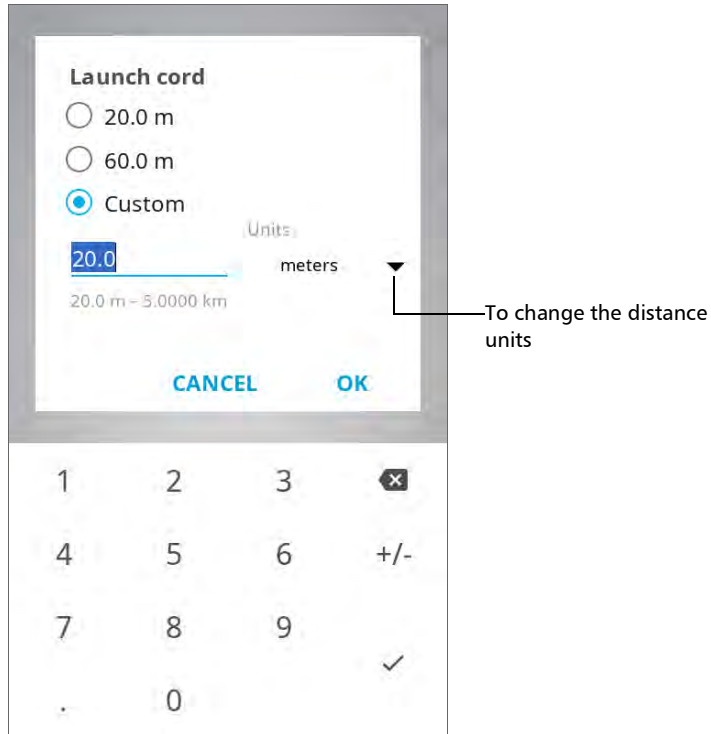 Launch cord
20.0 m
60.0 m
Custom
Units
20.0
meters
20.0 m – 5.0000 km
To change the distance
units
CANCEL OK
1 2 3
4 5 6 +/-
7 8 9
. 0